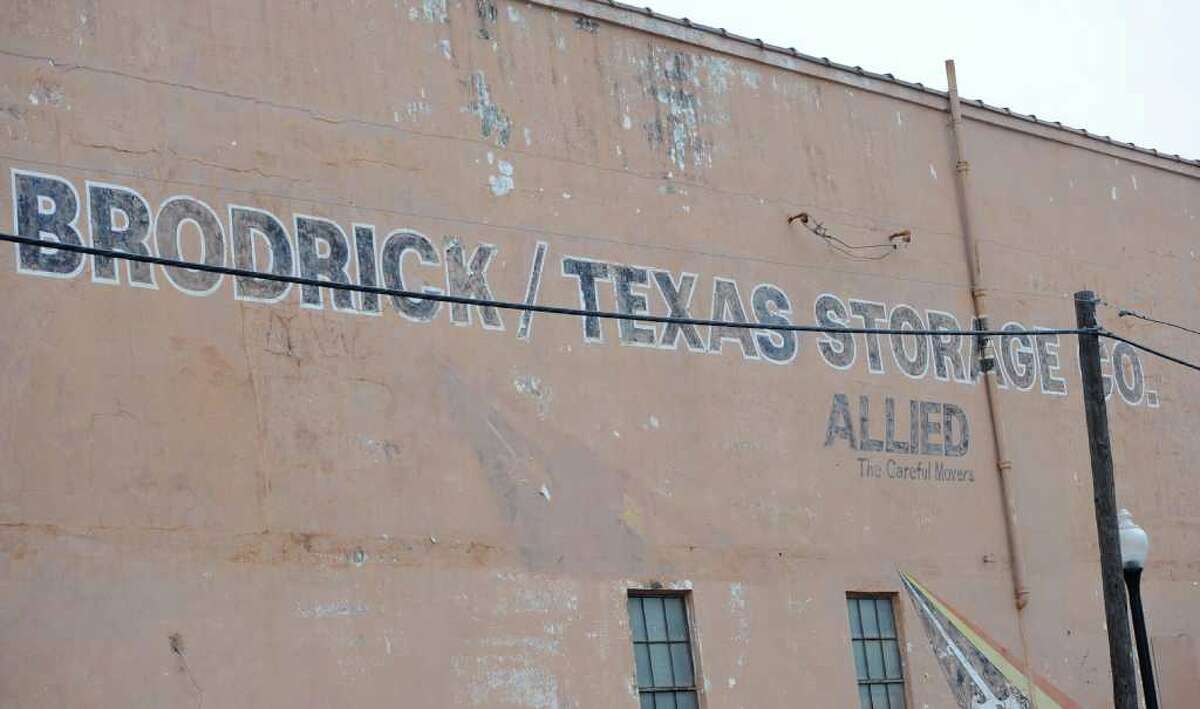 BRODRICK / TEXAS STORAGE CO.
ALLIED
The Careful Movers